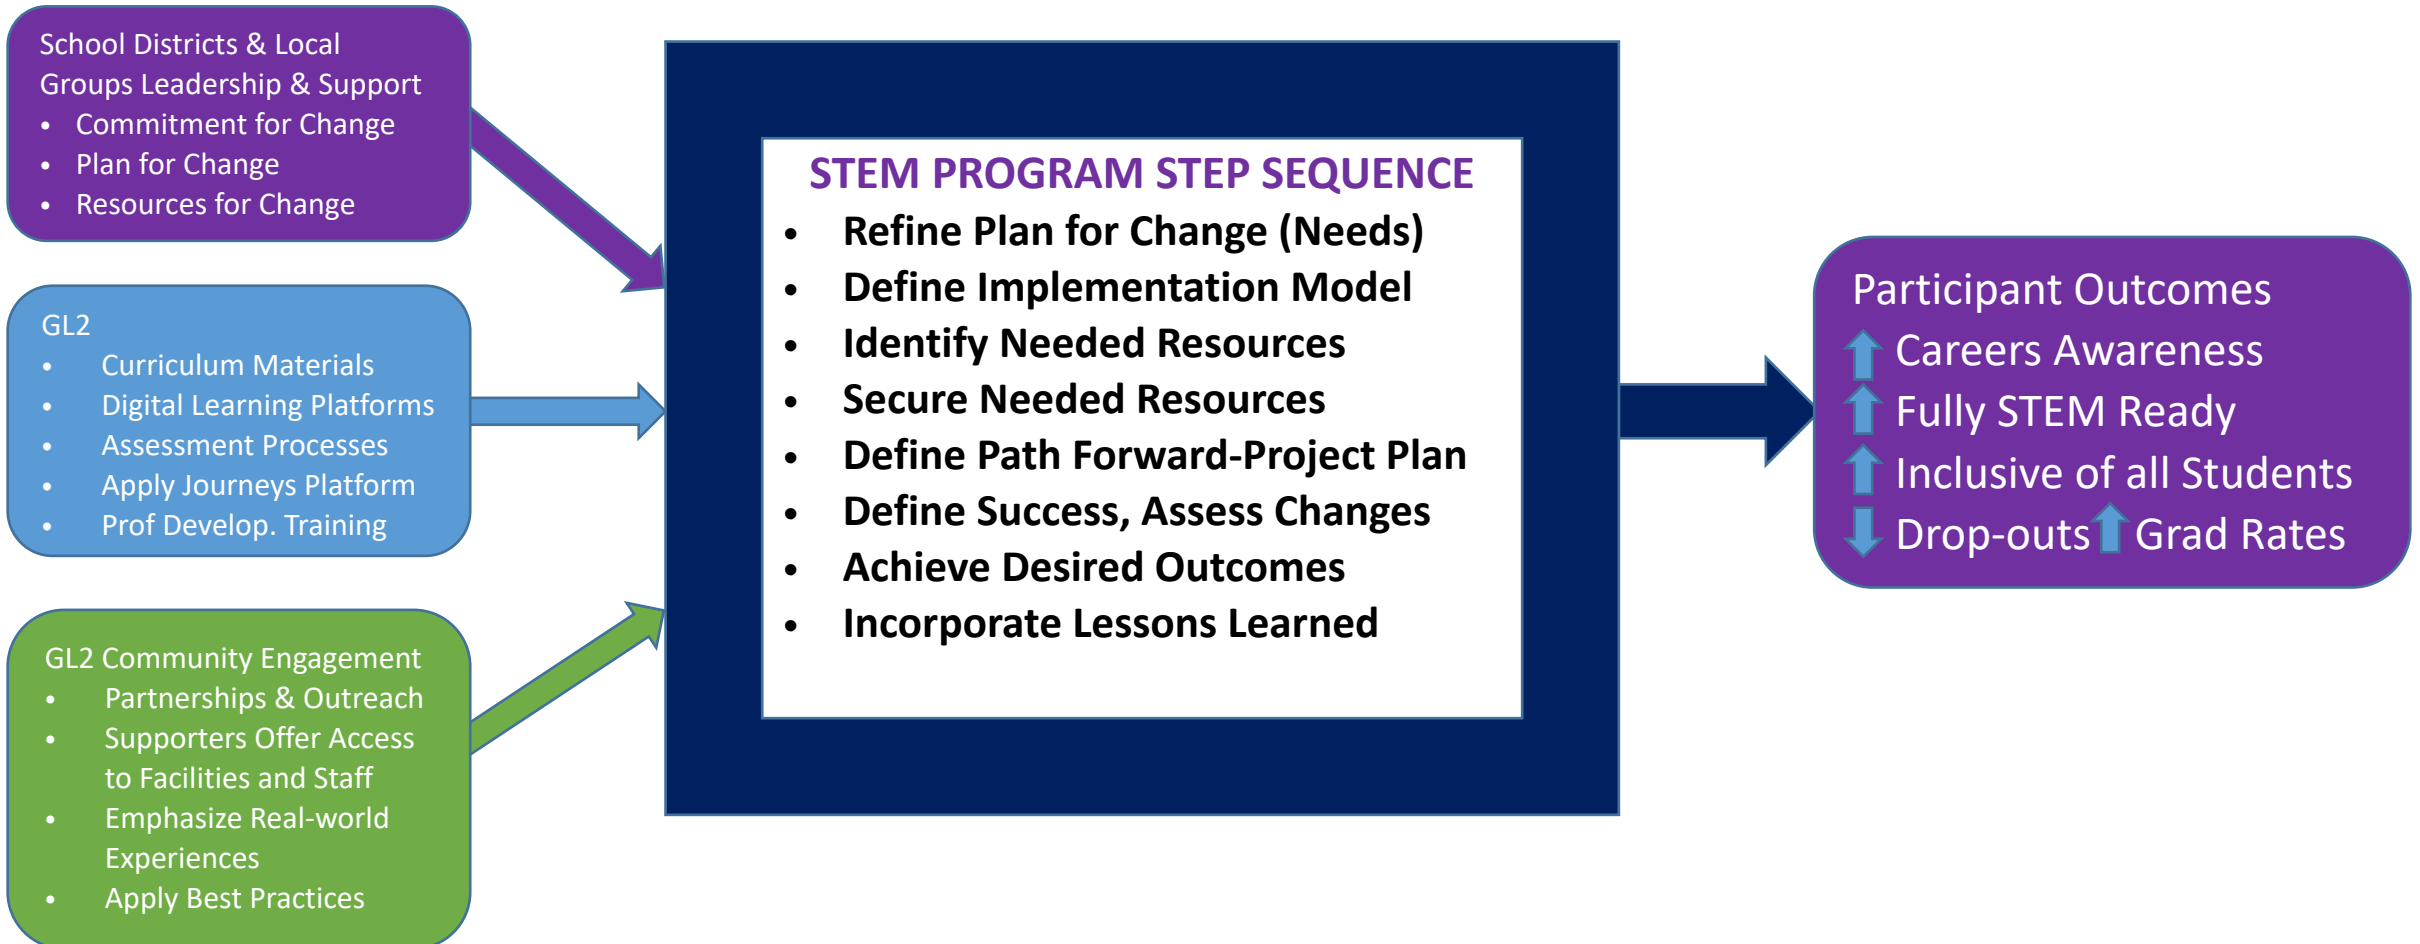 School Districts & Local
Groups Leadership & Support
• Commitment for Change
• Plan for Change
• Resources for Change
GL2
• Curriculum Materials
• Digital Learning Platforms
• Assessment Processes
• Apply Journeys Platform
• Prof Develop. Training
GL2 Community Engagement
• Partnerships & Outreach
• Supporters Offer Access
to Facilities and Staff
• Emphasize Real-world
Experiences
• Apply Best Practices
STEM PROGRAM STEP SEQUENCE
• Refine Plan for Change (Needs)
• Define Implementation Model
• Identify Needed Resources
• Secure Needed Resources
• Define Path Forward-Project Plan
• Define Success, Assess Changes
• Achieve Desired Outcomes
• Incorporate Lessons Learned
Participant Outcomes
Careers Awareness
Fully STEM Ready
Inclusive of all Students
Drop-outs Grad Rates